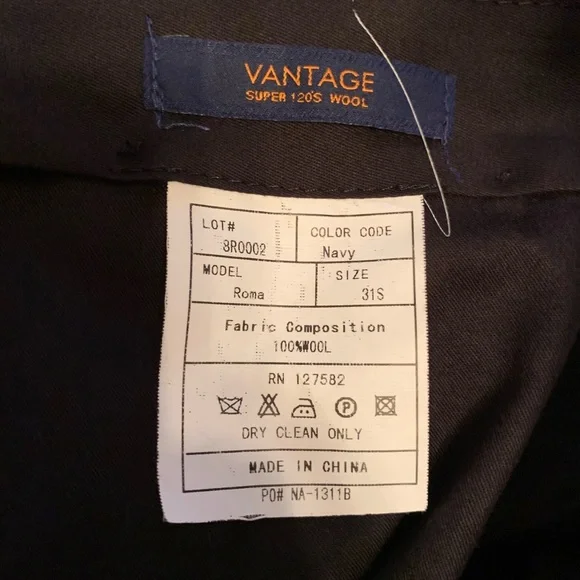 VANTAGE
SUPER 120'S WOOL
LOT#
8R0002
COLOR CODE
Navy
MODEL
Roma
SIZE
31S
Fabric Composition
100%WOOL
RN 127582
P
DRY CLEAN ONLY
MADE IN CHINA
PO# NA-1311B